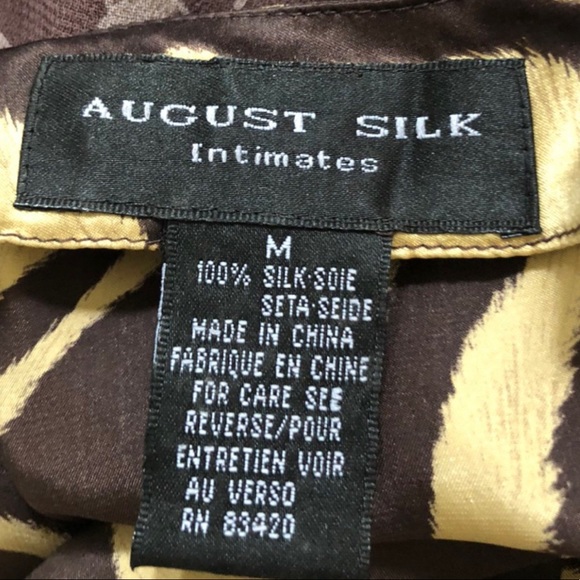 AUGUST SILK
Intimates
M
100% SILK·SOIE
SETA·SEIDE
MADE IN CHINA
FABRIQUE EN CHINE
FOR CARE SEE
REVERSE/POUR
ENTRETIEN VOIR
AU VERSO
RN 83420